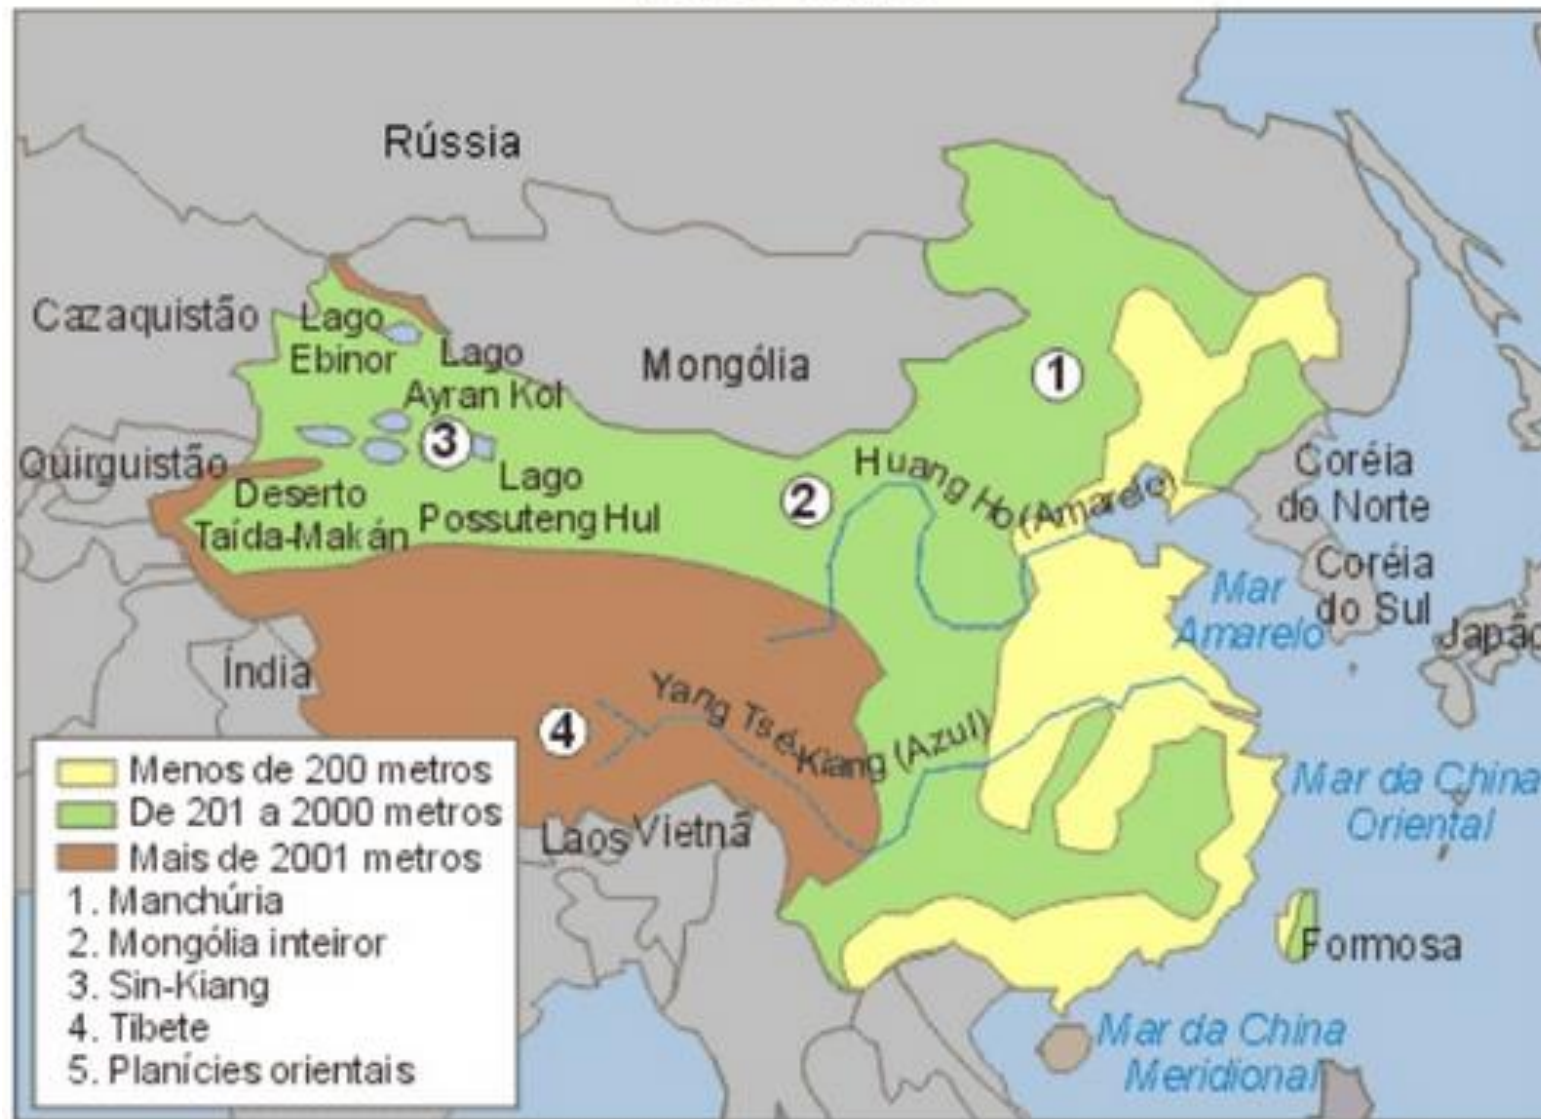 Rússia
Cazaquistão
Lago
Ebinor
Lago
Ayran Kol
Mongólia
1
3
Quirguistão
Lago
Possuteng Hul
Deserto
Taída-Makán
2
Huang Ho (Amarelo)
Coréia
do Norte
Coréia
do Sul
Mar
Amarelo
Japão
Índia
4
Yang Tsé-Kiang (Azul)
Mar da China
Oriental
Laos
Vietnã
Formosa
Mar da China
Meridional
Menos de 200 metros
De 201 a 2000 metros
Mais de 2001 metros
1. Manchúria
2. Mongólia inteiror
3. Sin-Kiang
4. Tibete
5. Planícies orientais